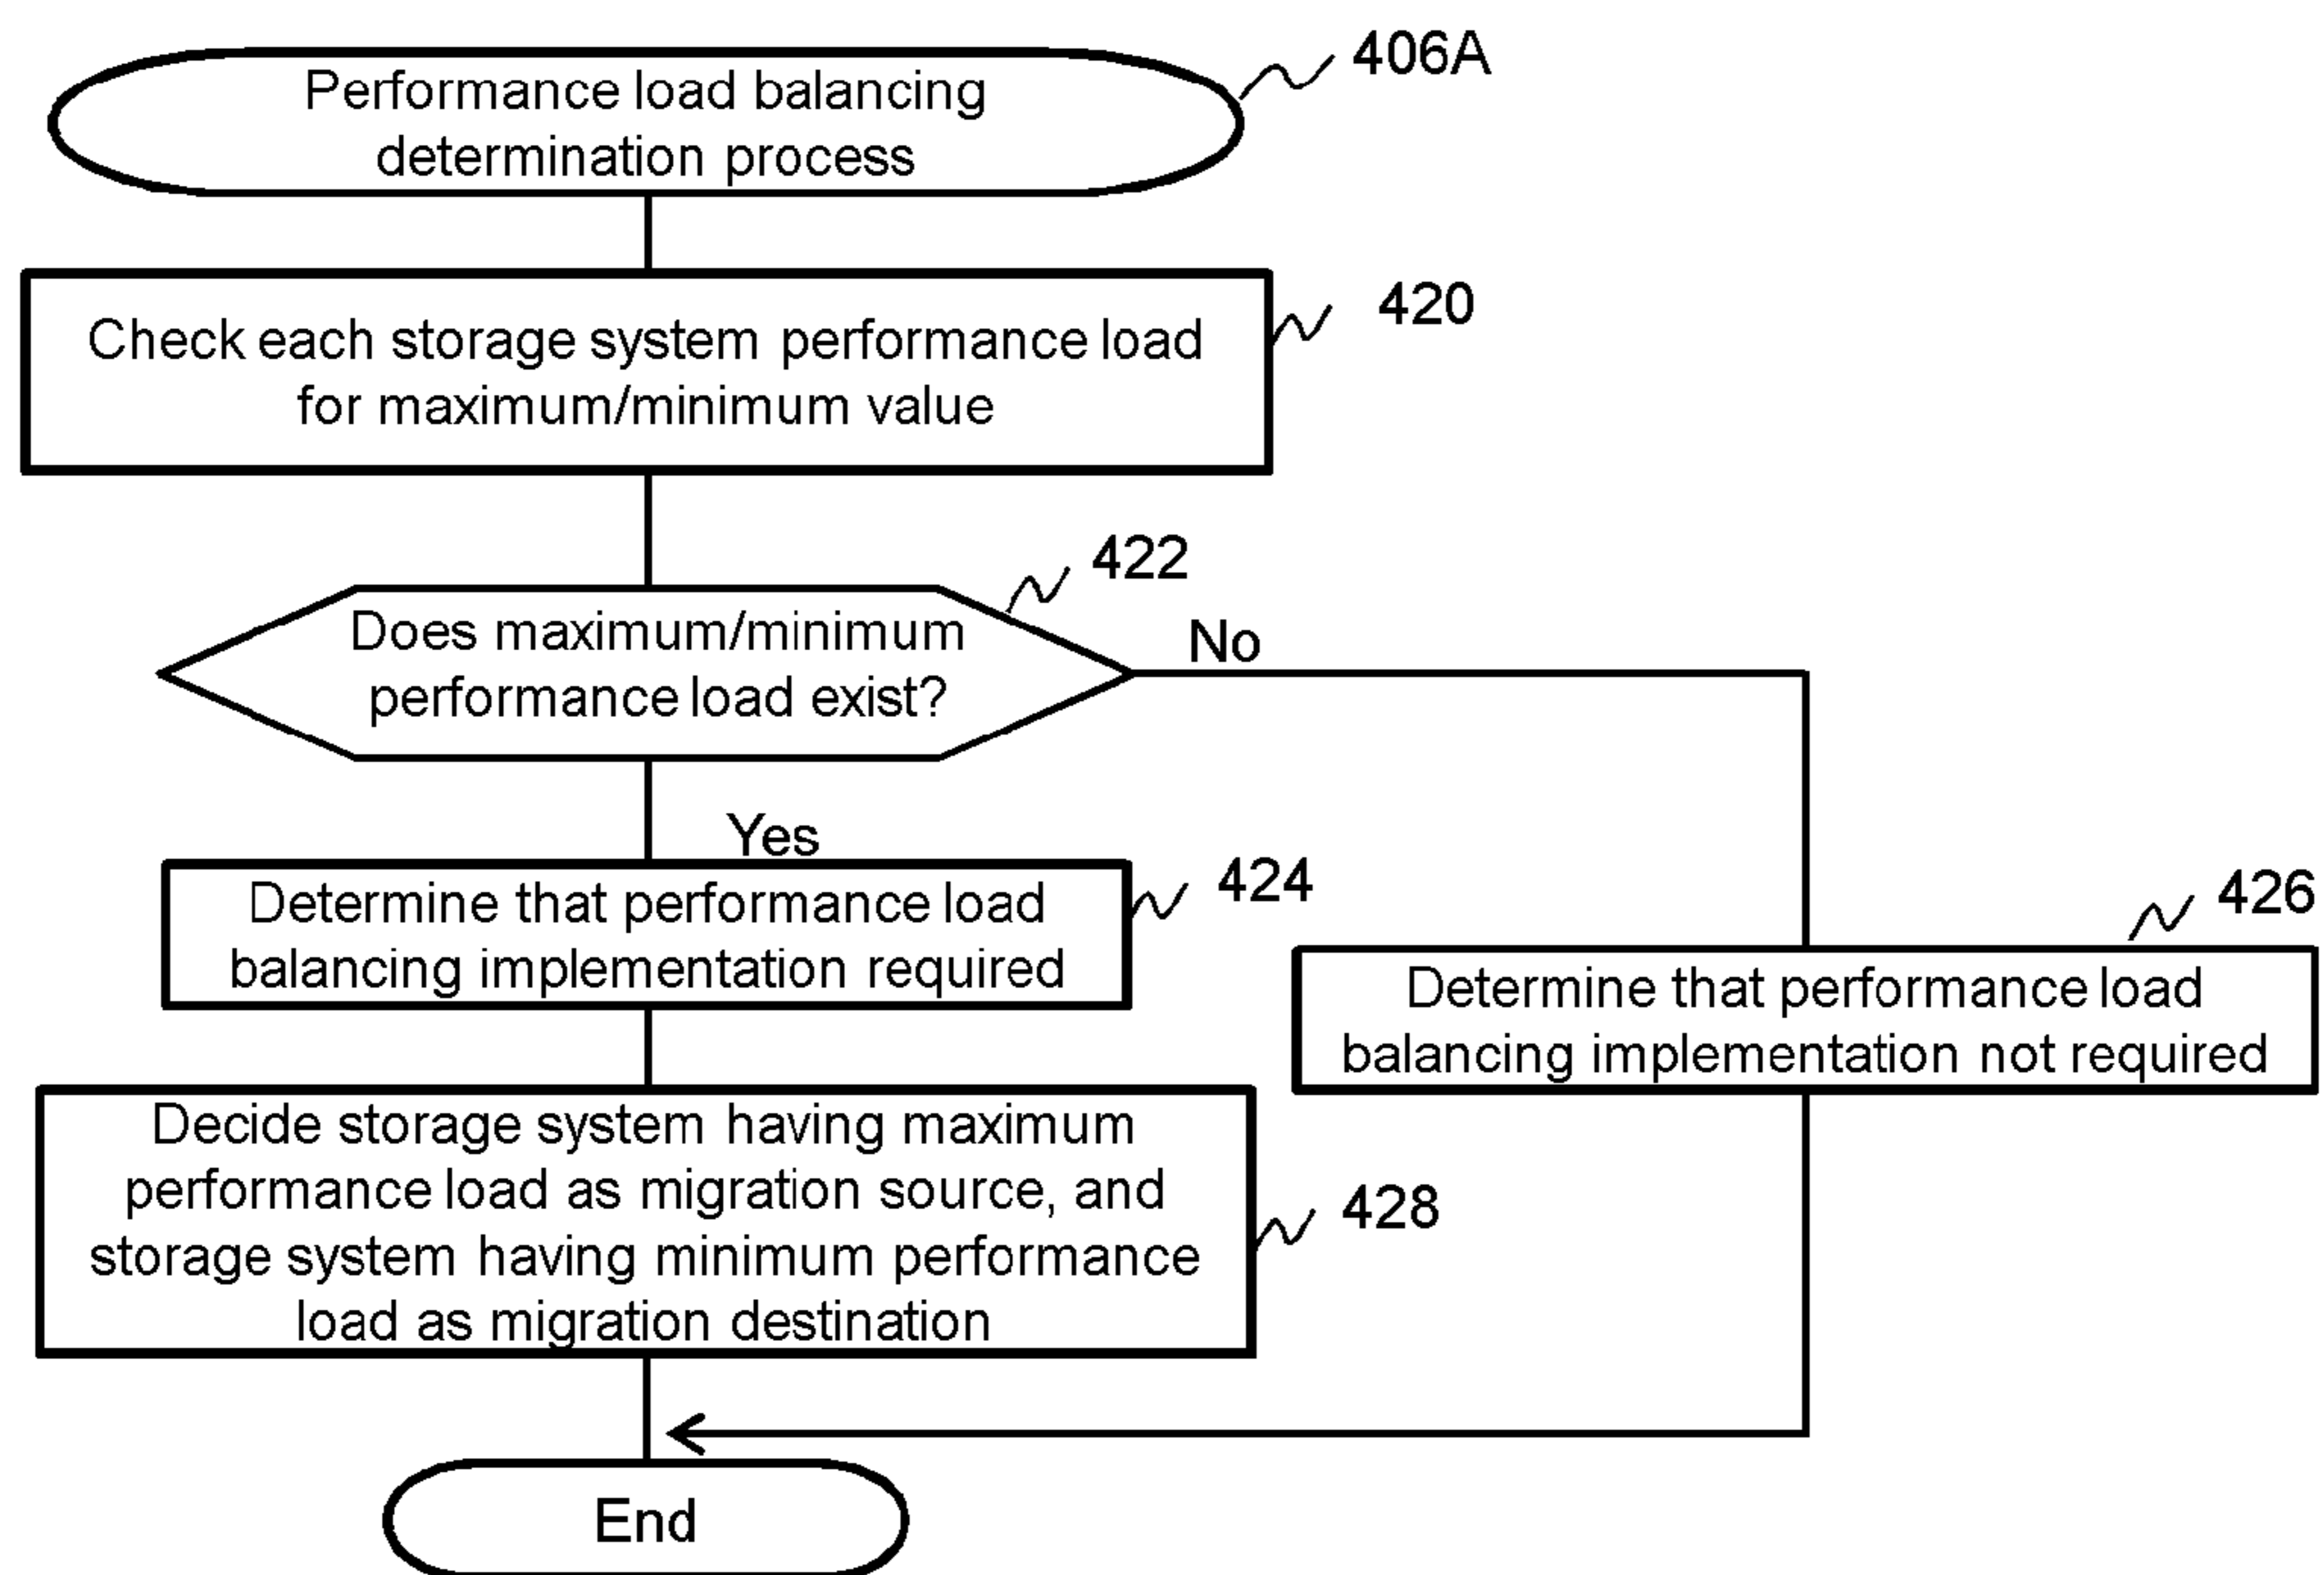 Performance load balancing
determination process
406A
Check each storage system performance load
for maximum/minimum value
420
Does maximum/minimum
performance load exist?
422
No
Yes
Determine that performance load
balancing implementation required
424
Determine that performance load
balancing implementation not required
426
Decide storage system having maximum
performance load as migration source, and
storage system having minimum performance
load as migration destination
428
End